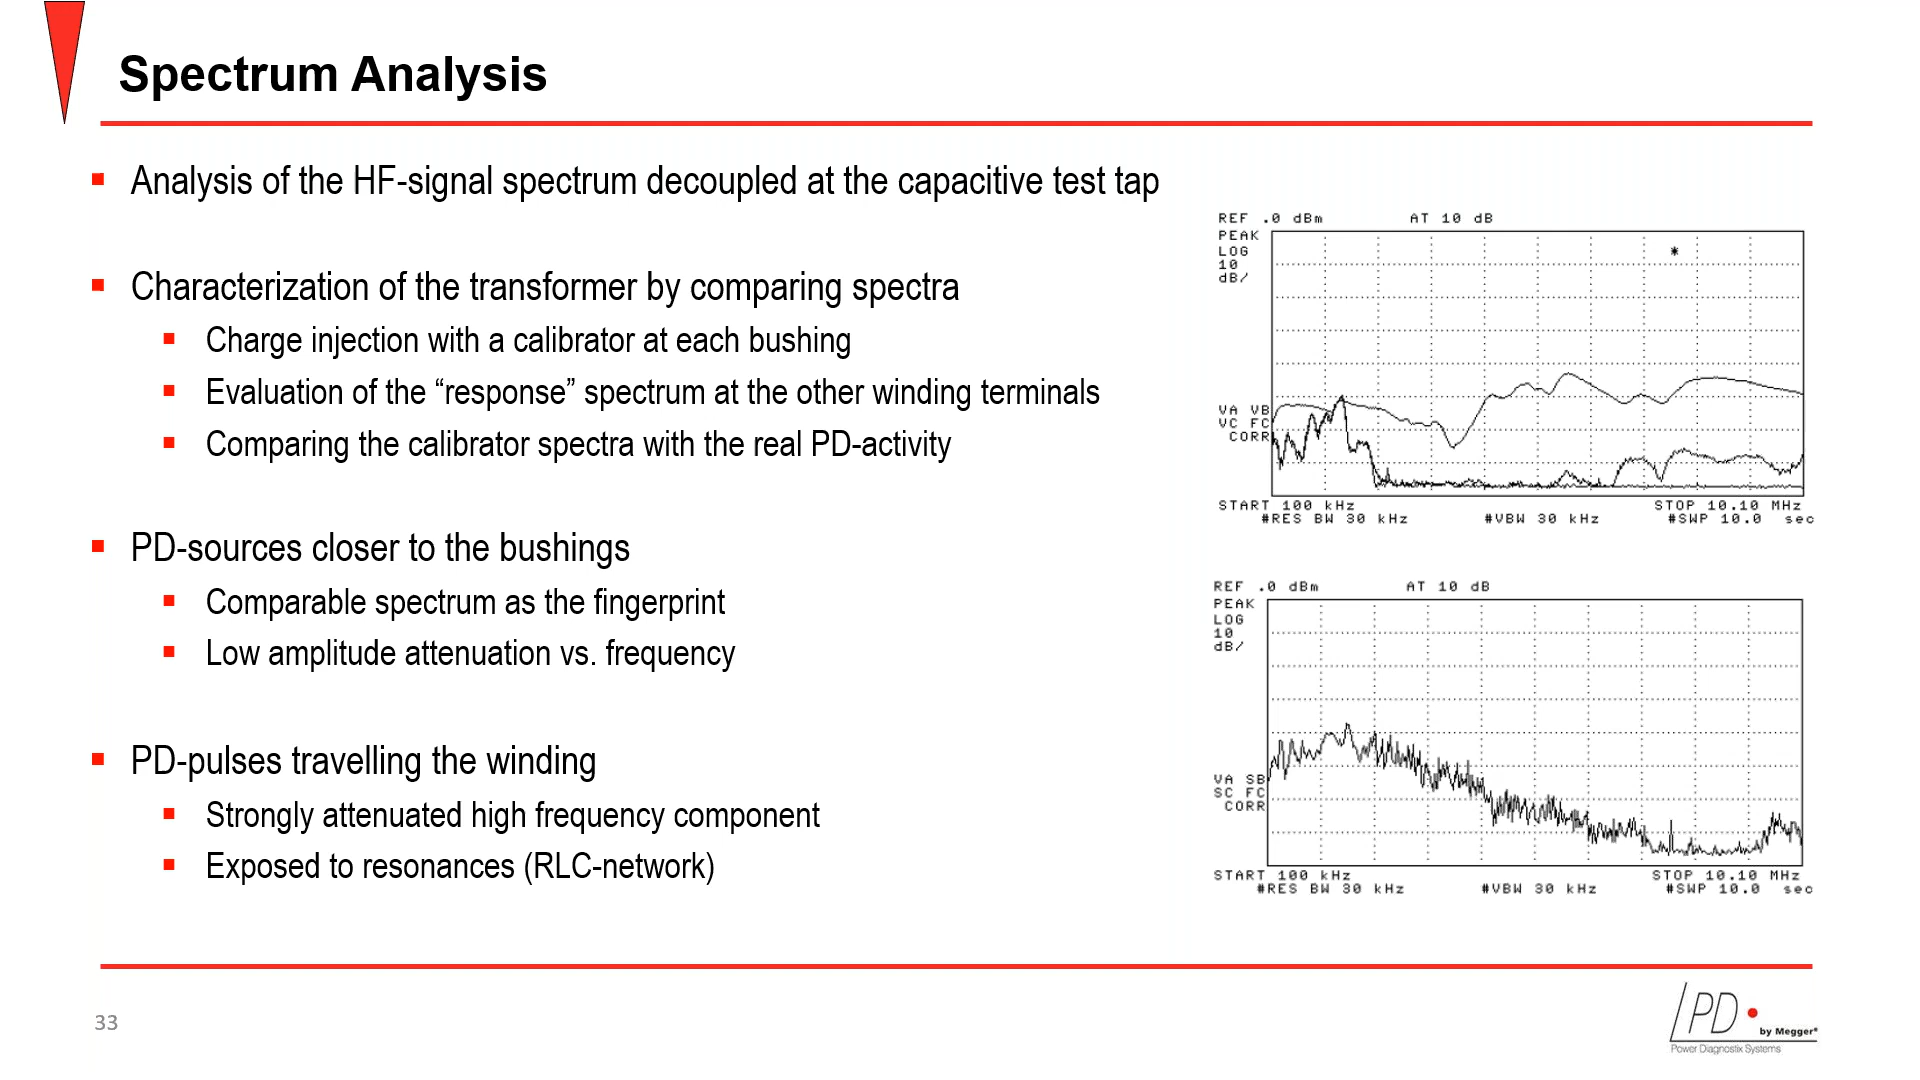 Spectrum Analysis
Analysis of the HF-signal spectrum decoupled at the capacitive test tap
Characterization of the transformer by comparing spectra
Charge injection with a calibrator at each bushing
Evaluation of the “response” spectrum at the other winding terminals
Comparing the calibrator spectra with the real PD-activity
PD-sources closer to the bushings
Comparable spectrum as the fingerprint
Low amplitude attenuation vs. frequency
PD-pulses travelling the winding
Strongly attenuated high frequency component
Exposed to resonances (RLC-network)
REF .0 dBm AT 10 dB
PEAK
LOG
10
dB/
*
VA VB
VC FC
CORR
START 100 kHz STOP 10.10 MHz
#RES BW 30 kHz #VBW 30 kHz #SWP 10.0 sec
REF .0 dBm AT 10 dB
PEAK
LOG
10
dB/
VA SB
SC FC
CORR
START 100 kHz STOP 10.10 MHz
#RES BW 30 kHz #VBW 30 kHz #SWP 10.0 sec
33
PD
by Megger®
Power Diagnostix Systems